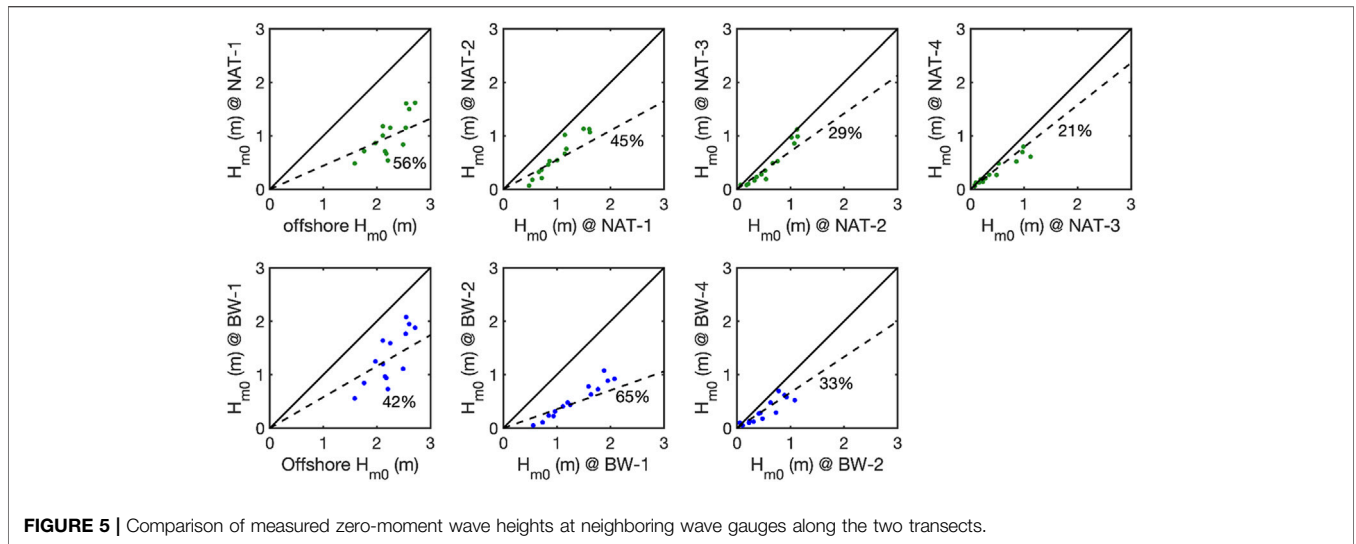 H_m0 (m) @ NAT-1
3
2
1
0
56%
0 1 2 3
offshore H_m0 (m)
H_m0 (m) @ NAT-2
3
2
1
0
45%
0 1 2 3
H_m0 (m) @ NAT-1
H_m0 (m) @ NAT-3
3
2
1
0
29%
0 1 2 3
H_m0 (m) @ NAT-2
H_m0 (m) @ NAT-4
3
2
1
0
21%
0 1 2 3
H_m0 (m) @ NAT-3
H_m0 (m) @ BW-1
3
2
1
0
42%
0 1 2 3
Offshore H_m0 (m)
H_m0 (m) @ BW-2
3
2
1
0
65%
0 1 2 3
H_m0 (m) @ BW-1
H_m0 (m) @ BW-4
3
2
1
0
33%
0 1 2 3
H_m0 (m) @ BW-2
FIGURE 5 | Comparison of measured zero-moment wave heights at neighboring wave gauges along the two transects.